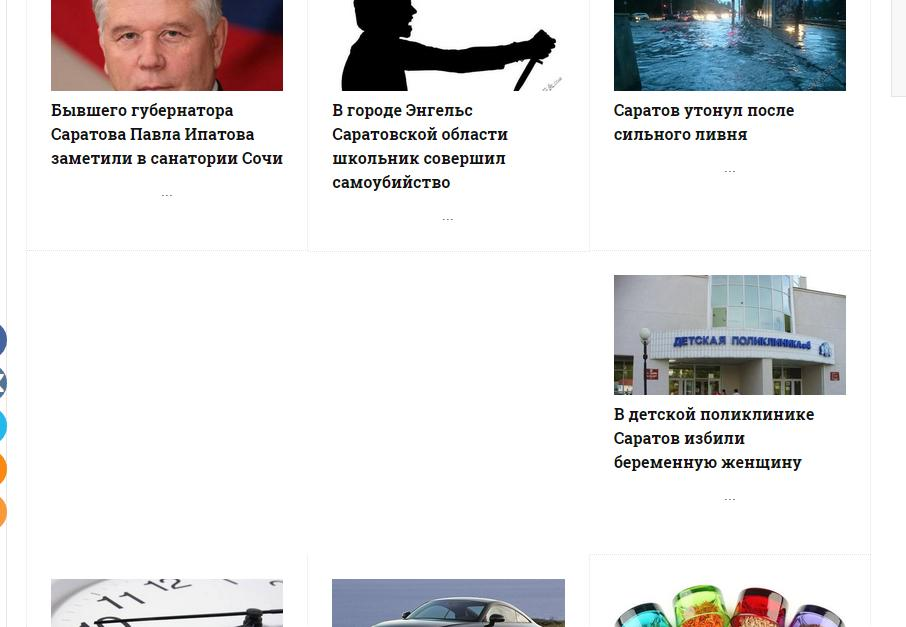 Бывшего губернатора
Саратова Павла Ипатова
заметили в санатории Сочи
...
В городе Энгельс
Саратовской области
школьник совершил
самоубийство
...
Саратов утонул после
сильного ливня
...
ДЕТСКАЯ ПОЛИКЛИНИКА
В детской поликлинике
Саратов избили
беременную женщину
...
11 12 1
10